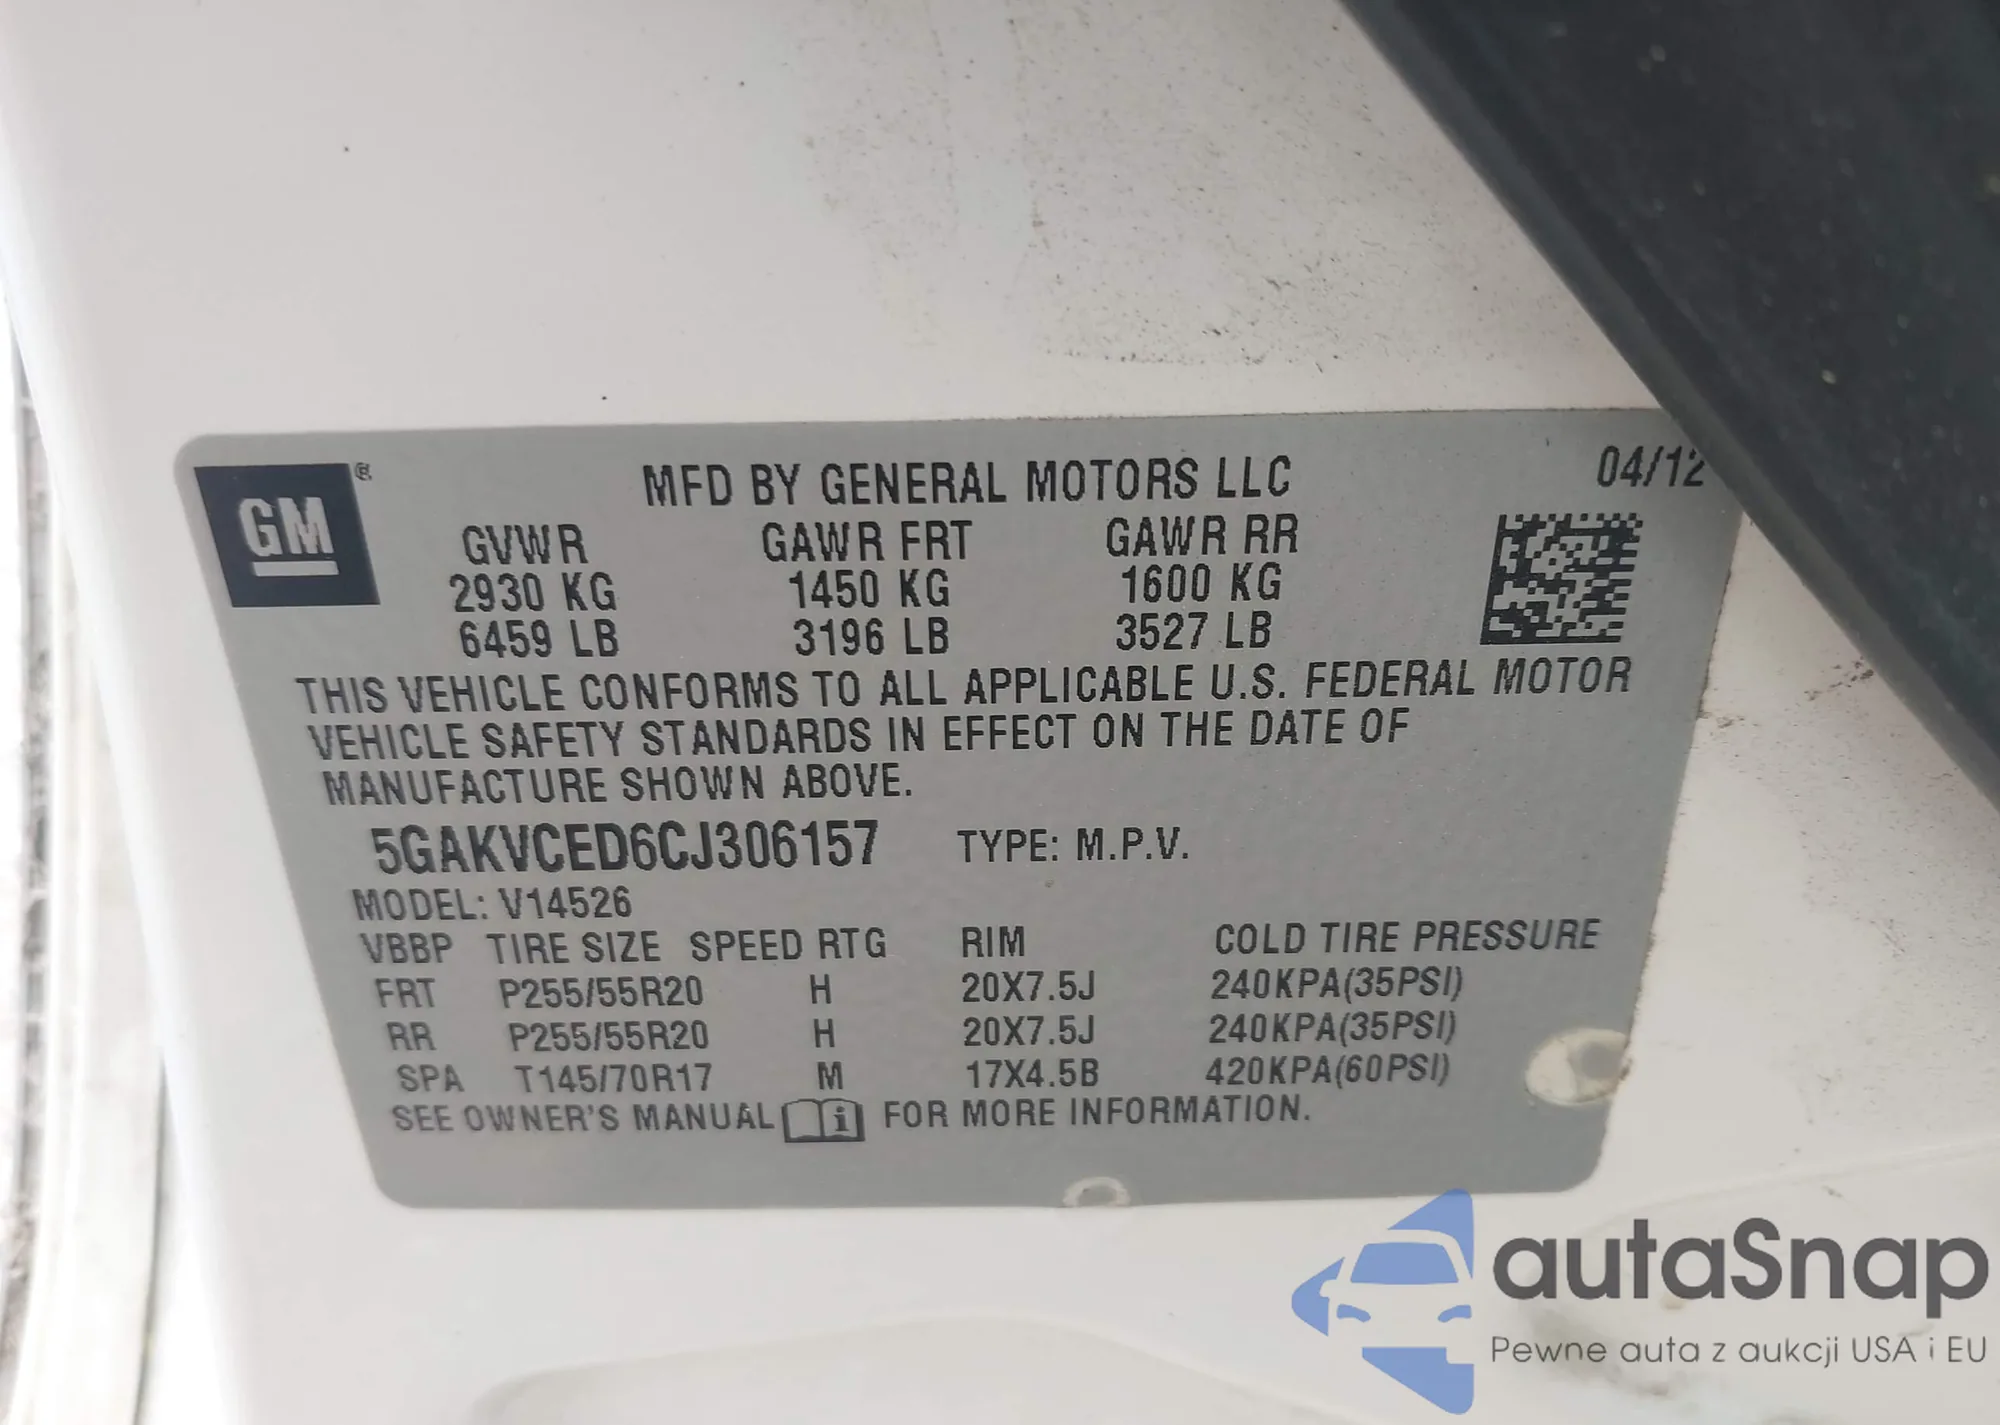 GM®
MFD BY GENERAL MOTORS LLC 04/12
GVWR GAWR FRT GAWR RR
2930 KG 1450 KG 1600 KG
6459 LB 3196 LB 3527 LB
THIS VEHICLE CONFORMS TO ALL APPLICABLE U.S. FEDERAL MOTOR
VEHICLE SAFETY STANDARDS IN EFFECT ON THE DATE OF
MANUFACTURE SHOWN ABOVE.
5GAKVCED6CJ306157 TYPE: M.P.V.
MODEL: V14526
VBBP TIRE SIZE SPEED RTG RIM COLD TIRE PRESSURE
FRT P255/55R20 H 20X7.5J 240KPA(35PSI)
RR P255/55R20 H 20X7.5J 240KPA(35PSI)
SPA T145/70R17 M 17X4.5B 420KPA(60PSI)
SEE OWNER'S MANUAL i FOR MORE INFORMATION.
autaSnap
Pewne auta z aukcji USA i EU